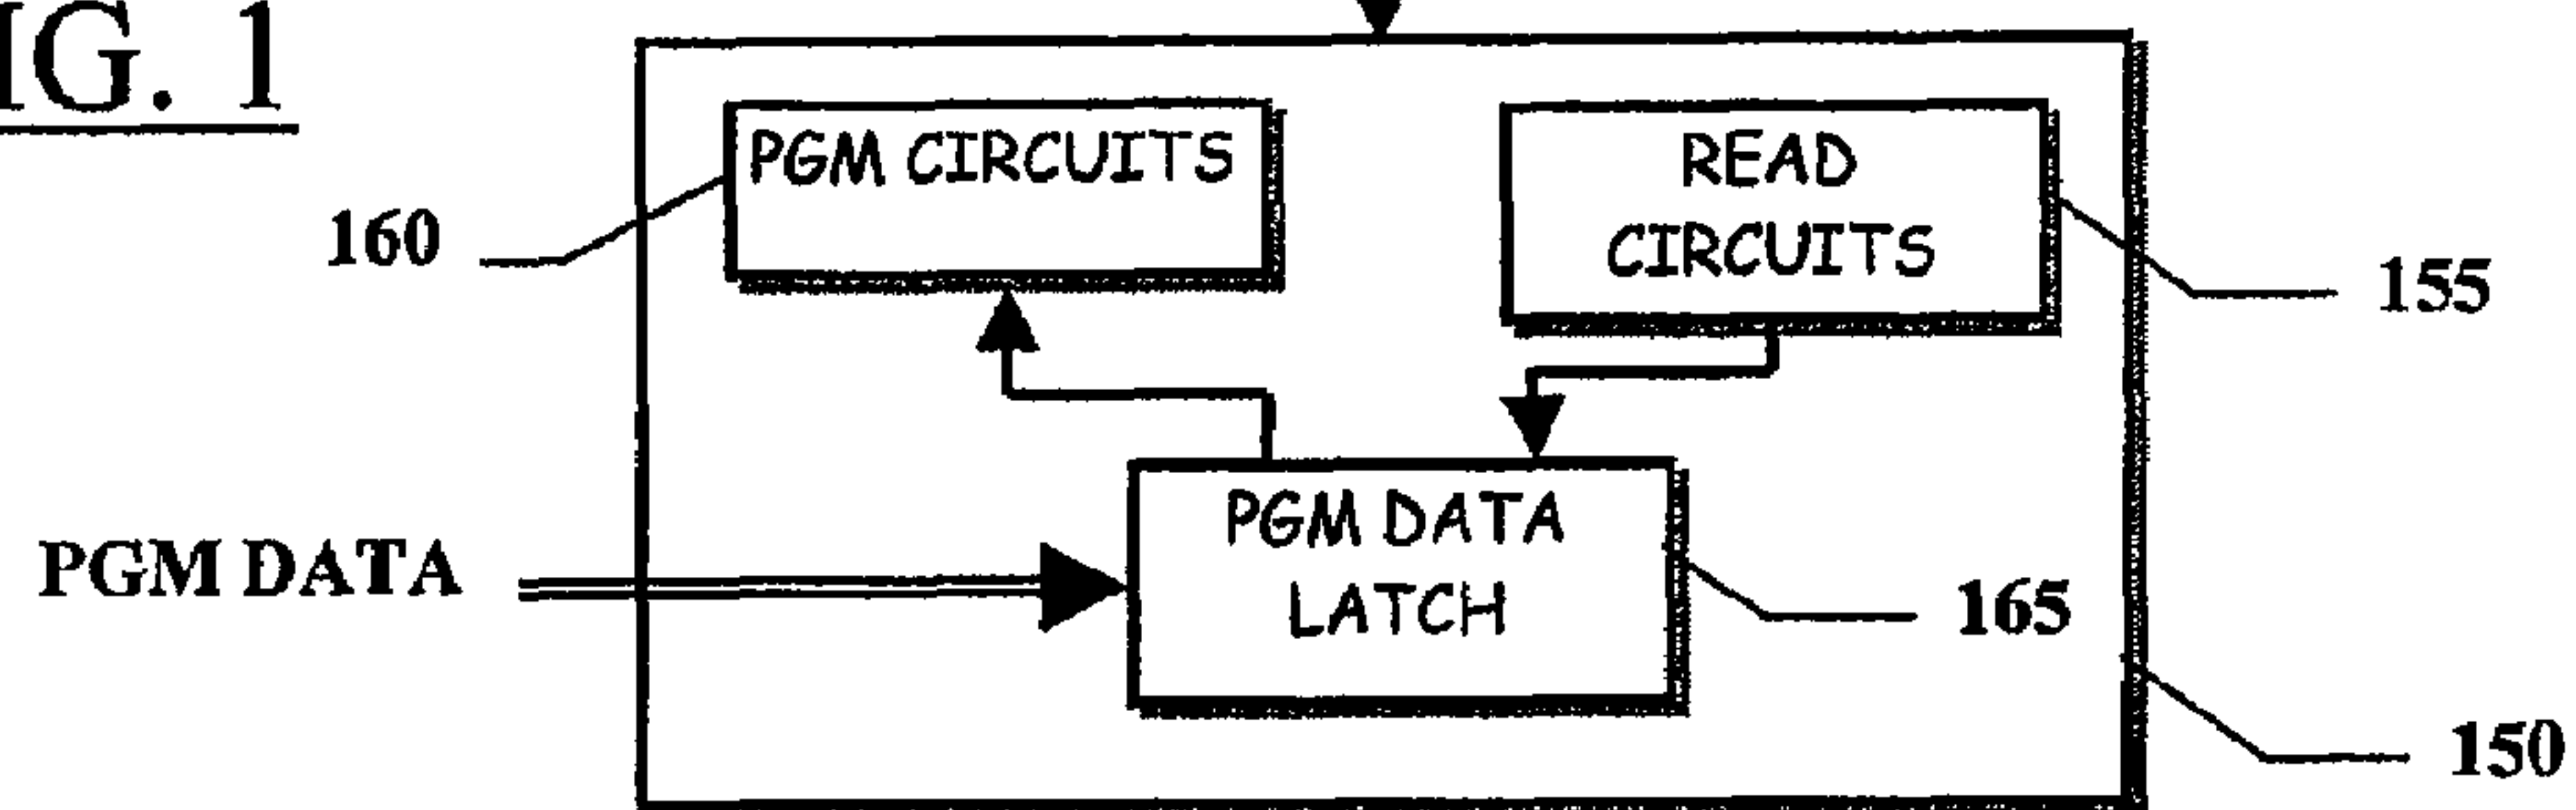 IG. 1
PGM CIRCUITS
READ
CIRCUITS
160
155
PGM DATA
LATCH
PGM DATA
165
150